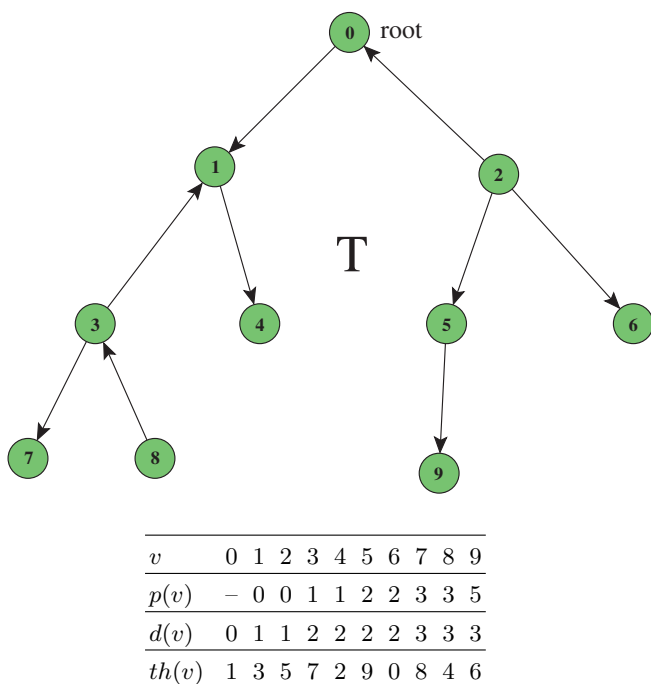 0 root
1
2
T
3
4
5
6
7
8
9
v 0 1 2 3 4 5 6 7 8 9
p(v) – 0 0 1 1 2 2 3 3 5
d(v) 0 1 1 2 2 2 2 3 3 3
th(v) 1 3 5 7 2 9 0 8 4 6